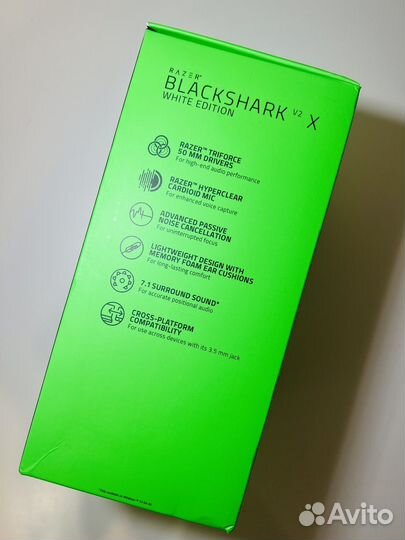 RAZER™
BLACKSHARK V2 X
WHITE EDITION
RAZER™ TRIFORCE
50 MM DRIVERS
For high-end audio performance
RAZER™ HYPERCLEAR
CARDIOID MIC
For enhanced voice capture
ADVANCED PASSIVE
NOISE CANCELLATION
For uninterrupted focus
LIGHTWEIGHT DESIGN WITH
MEMORY FOAM EAR CUSHIONS
For long-lasting comfort
7.1 SURROUND SOUND*
For accurate positional audio
CROSS-PLATFORM
COMPATIBILITY
For use across devices with its 3.5 mm jack
Avito